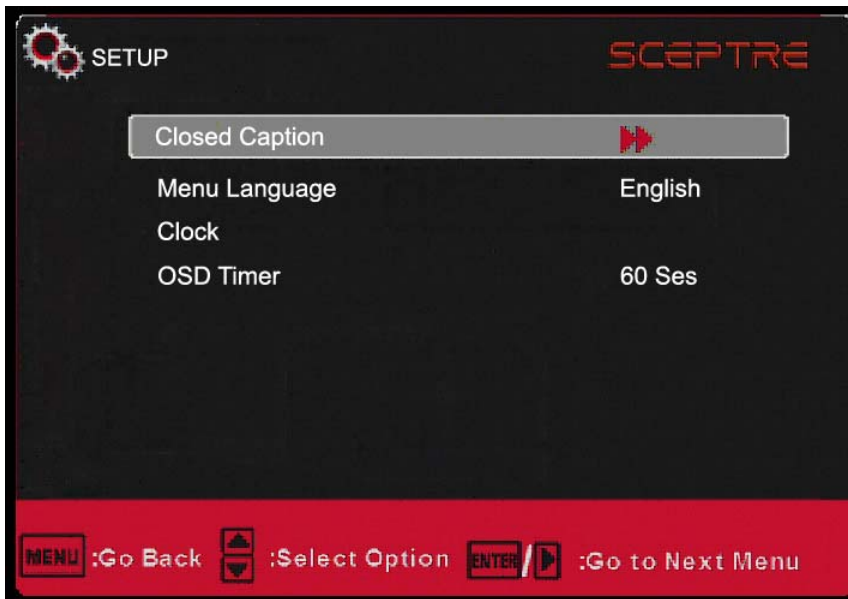 SETUP SCEPTRE
Closed Caption
Menu Language English
Clock
OSD Timer 60 Ses
MENU :Go Back :Select Option ENTER/ :Go to Next Menu